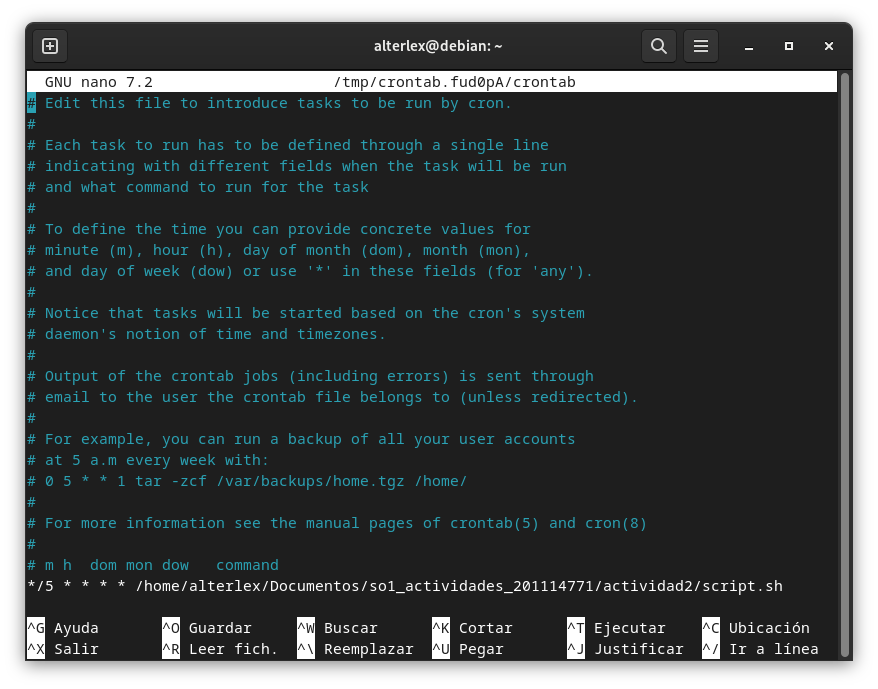 alterlex@debian: ~
GNU nano 7.2 /tmp/crontab.fud0pA/crontab
# Edit this file to introduce tasks to be run by cron.
#
# Each task to run has to be defined through a single line
# indicating with different fields when the task will be run
# and what command to run for the task
#
# To define the time you can provide concrete values for
# minute (m), hour (h), day of month (dom), month (mon),
# and day of week (dow) or use '*' in these fields (for 'any').
#
# Notice that tasks will be started based on the cron's system
# daemon's notion of time and timezones.
#
# Output of the crontab jobs (including errors) is sent through
# email to the user the crontab file belongs to (unless redirected).
#
# For example, you can run a backup of all your user accounts
# at 5 a.m every week with:
# 0 5 * * 1 tar -zcf /var/backups/home.tgz /home/
#
# For more information see the manual pages of crontab(5) and cron(8)
#
# m h  dom mon dow   command
*/5 * * * * /home/alterlex/Documentos/so1_actividades_201114771/actividad2/script.sh
^G Ayuda ^O Guardar ^W Buscar ^K Cortar ^T Ejecutar ^C Ubicación
^X Salir ^R Leer fich. ^\ Reemplazar ^U Pegar ^J Justificar ^/ Ir a línea